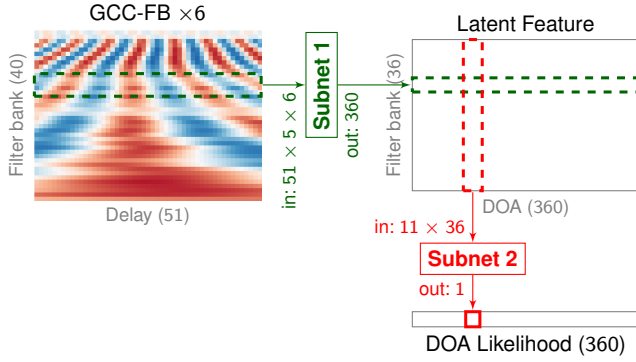 GCC-FB ×6
Filter bank (40)
Delay (51)
in: 51 × 5 × 6
Subnet 1
out: 360
Latent Feature
Filter bank (36)
DOA (360)
in: 11 × 36
Subnet 2
out: 1
DOA Likelihood (360)